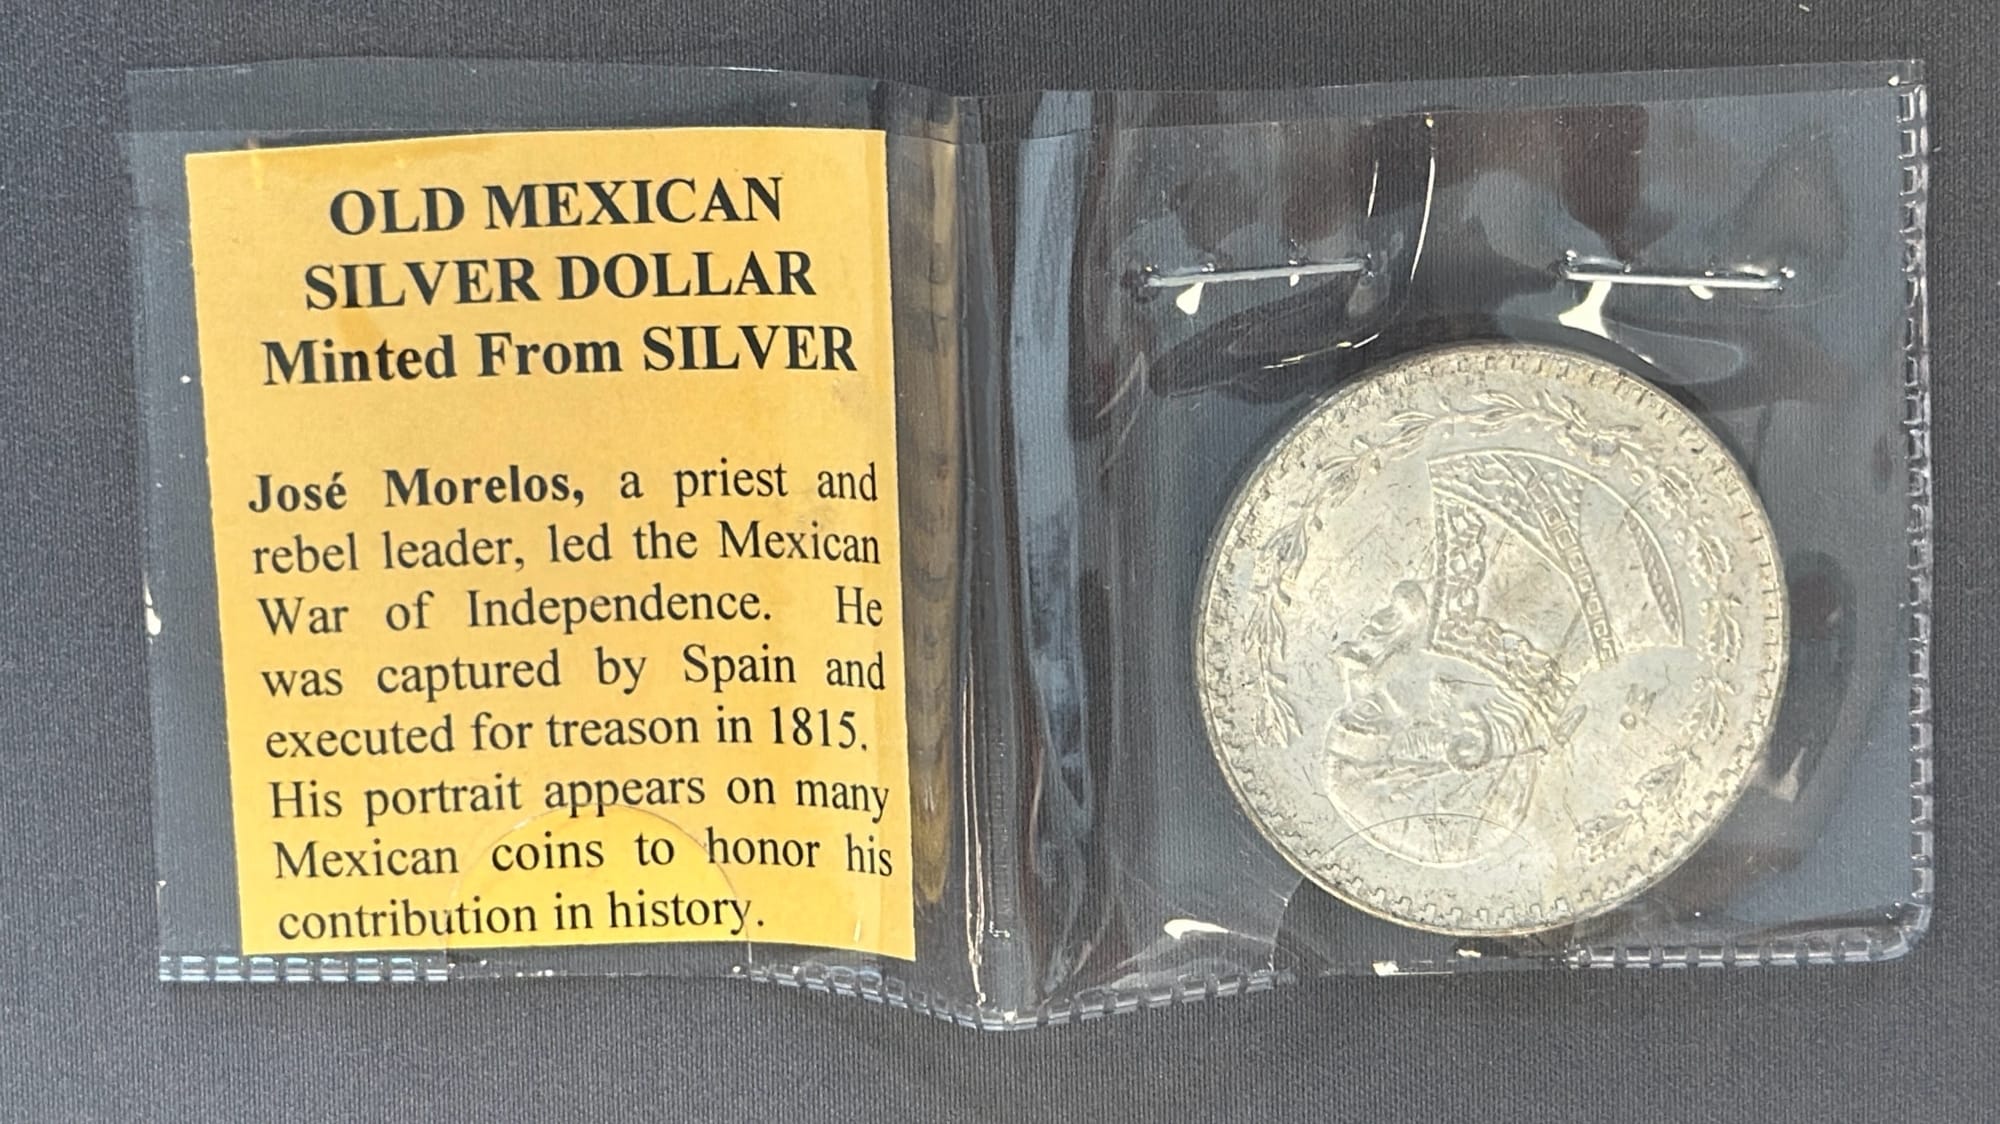 OLD MEXICAN
SILVER DOLLAR
Minted From SILVER
José Morelos, a priest and
rebel leader, led the Mexican
War of Independence. He
was captured by Spain and
executed for treason in 1815.
His portrait appears on many
Mexican coins to honor his
contribution in history.